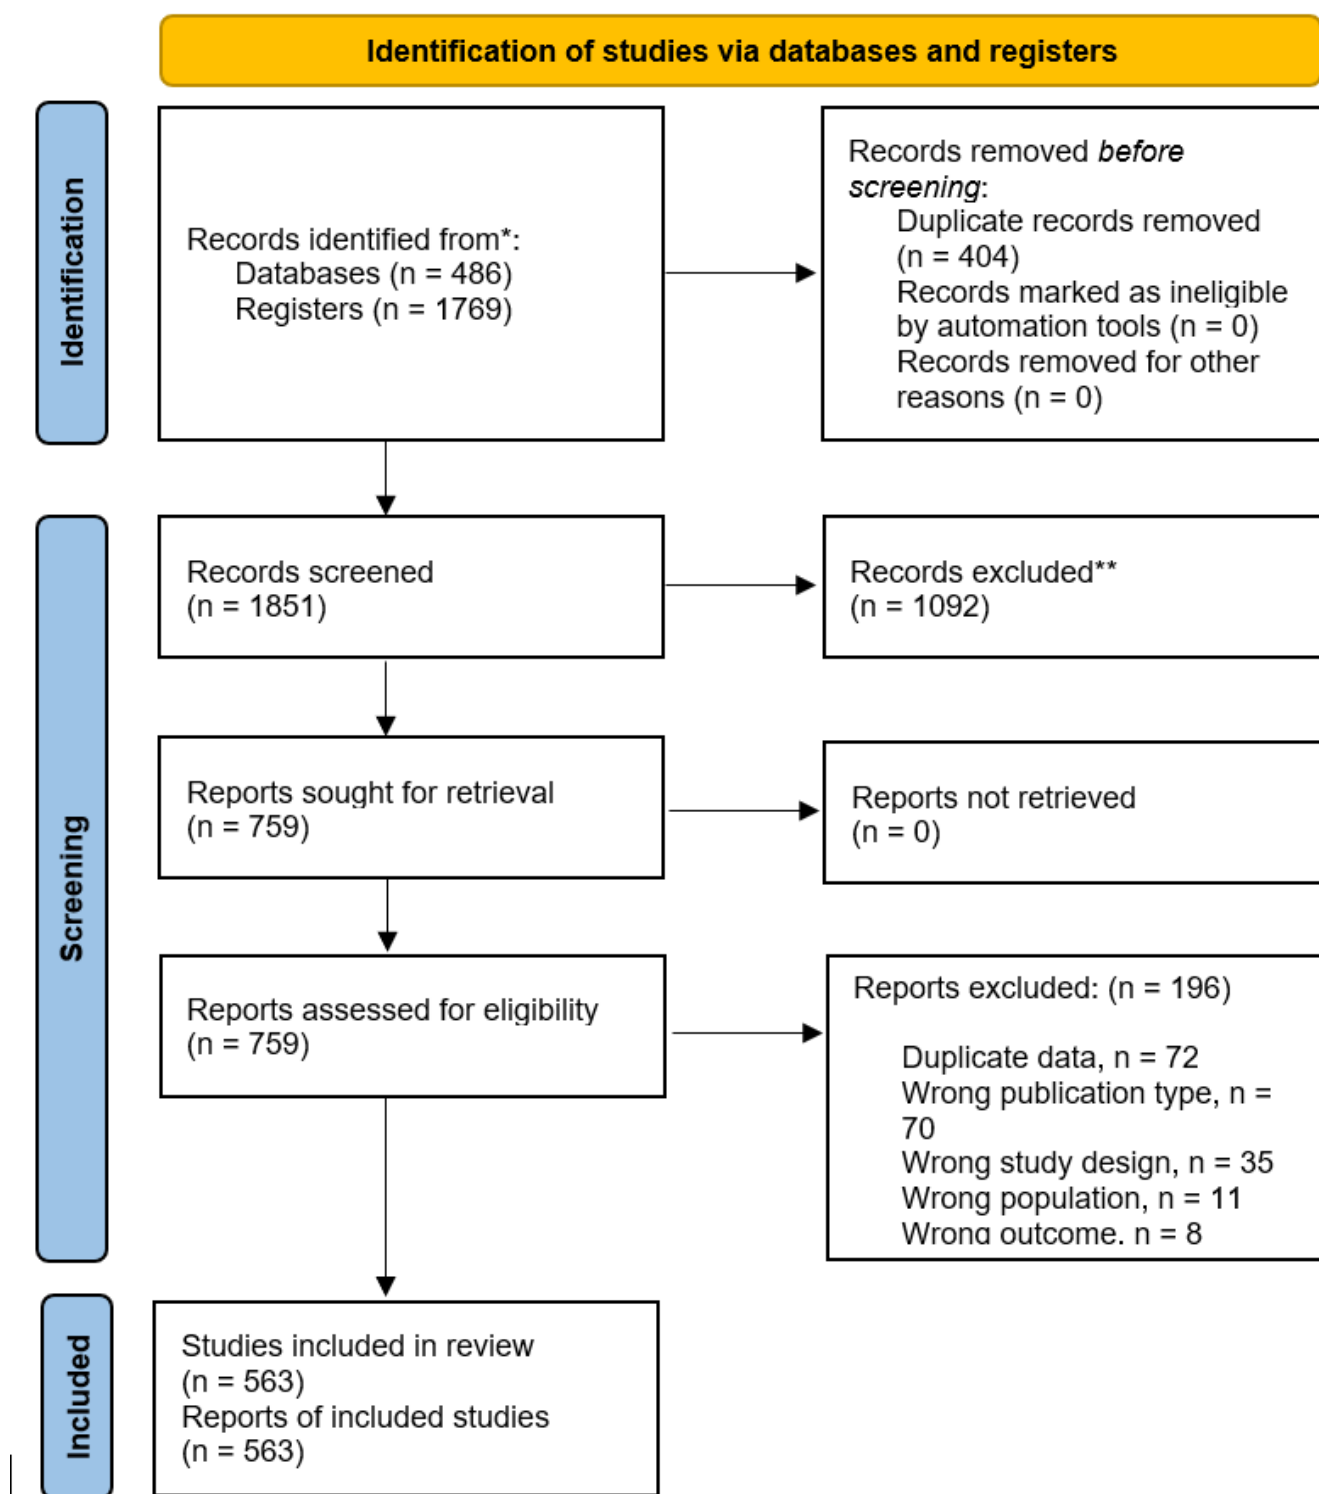 Identification of studies via databases and registers
Identification
Records identified from*:
Databases (n = 486)
Registers (n = 1769)
Records removed before
screening:
Duplicate records removed
(n = 404)
Records marked as ineligible
by automation tools (n = 0)
Records removed for other
reasons (n = 0)
Screening
Records screened
(n = 1851)
Records excluded**
(n = 1092)
Reports sought for retrieval
(n = 759)
Reports not retrieved
(n = 0)
Reports assessed for eligibility
(n = 759)
Reports excluded: (n = 196)
Duplicate data, n = 72
Wrong publication type, n =
70
Wrong study design, n = 35
Wrong population, n = 11
Wrong outcome, n = 8
Included
Studies included in review
(n = 563)
Reports of included studies
(n = 563)